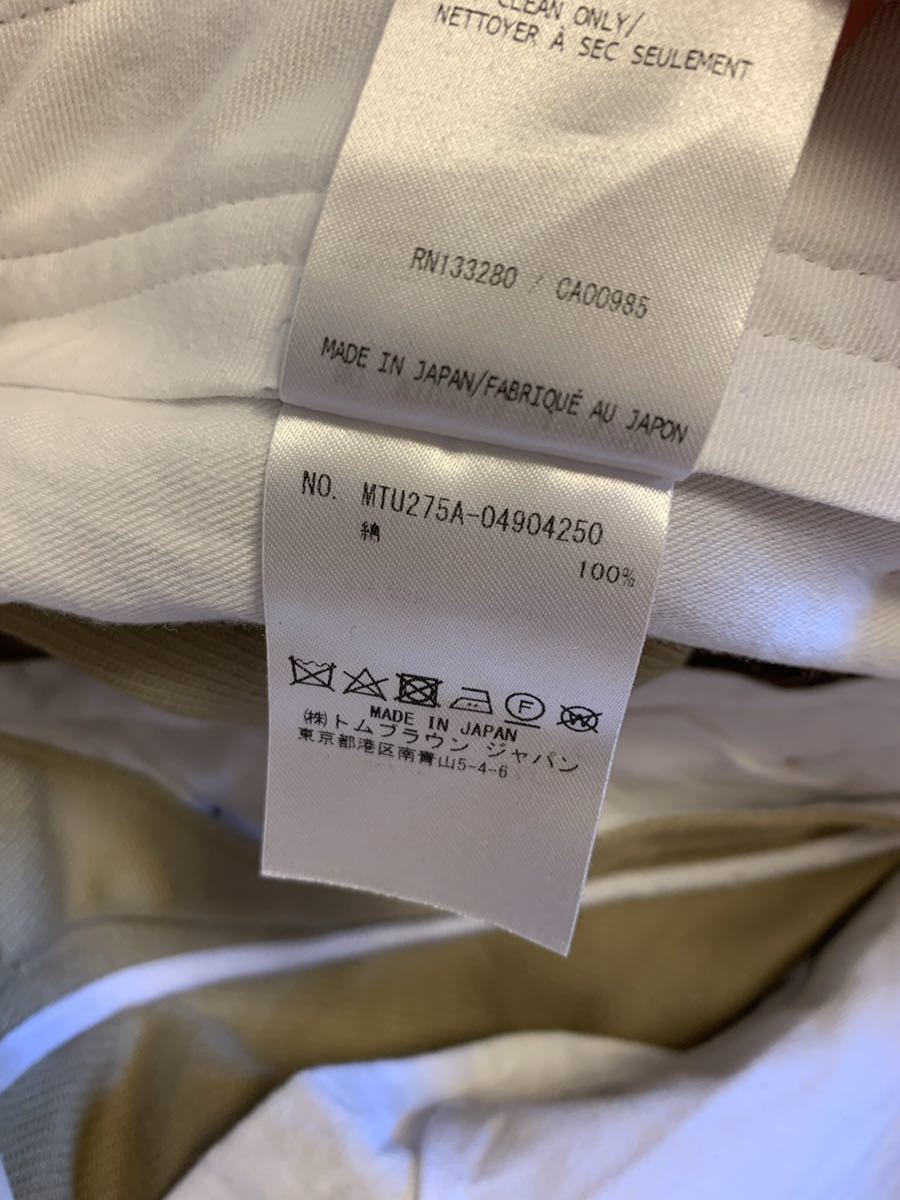 CLEAN ONLY/
NETTOYER À SEC SEULEMENT
RN133280 / CA00985
MADE IN JAPAN/FABRIQUÉ AU JAPON
NO. MTU275A-04904250
綿 100%
F W
MADE IN JAPAN
(株)トムブラウン ジャパン
東京都港区南青山5-4-6